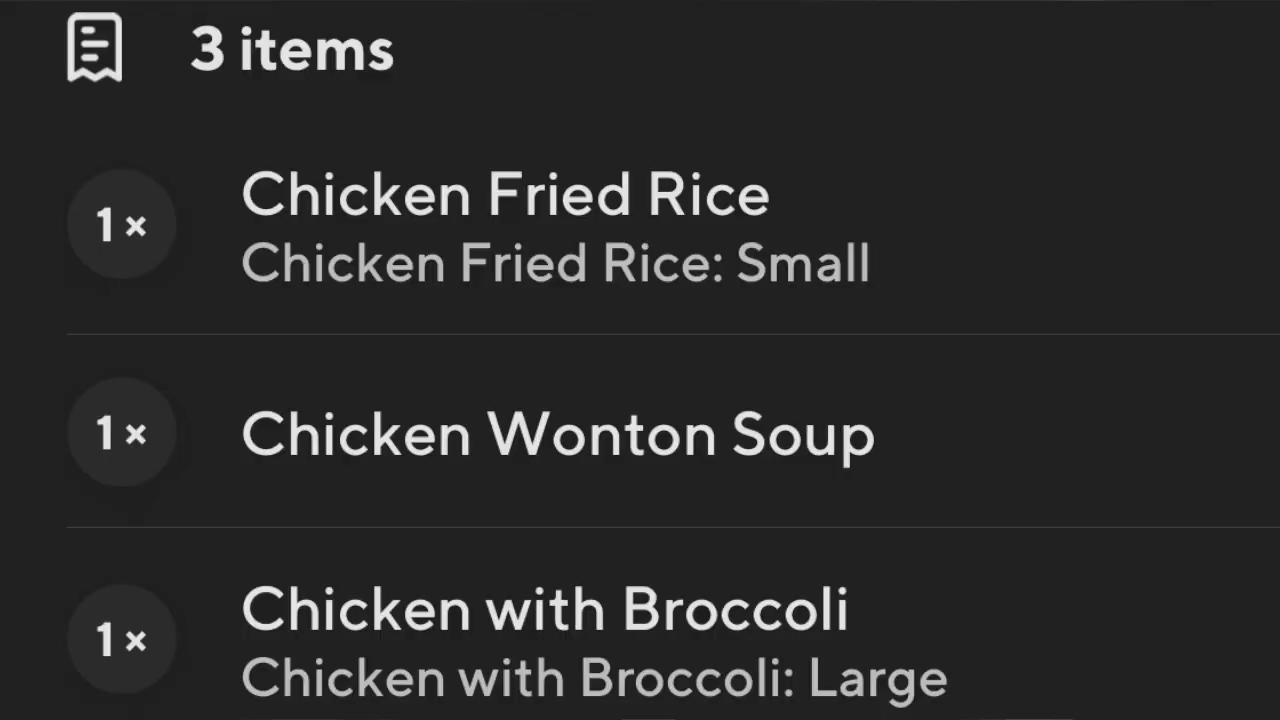 3 items
1 ×
Chicken Fried Rice
Chicken Fried Rice: Small
1 ×
Chicken Wonton Soup
1 ×
Chicken with Broccoli
Chicken with Broccoli: Large